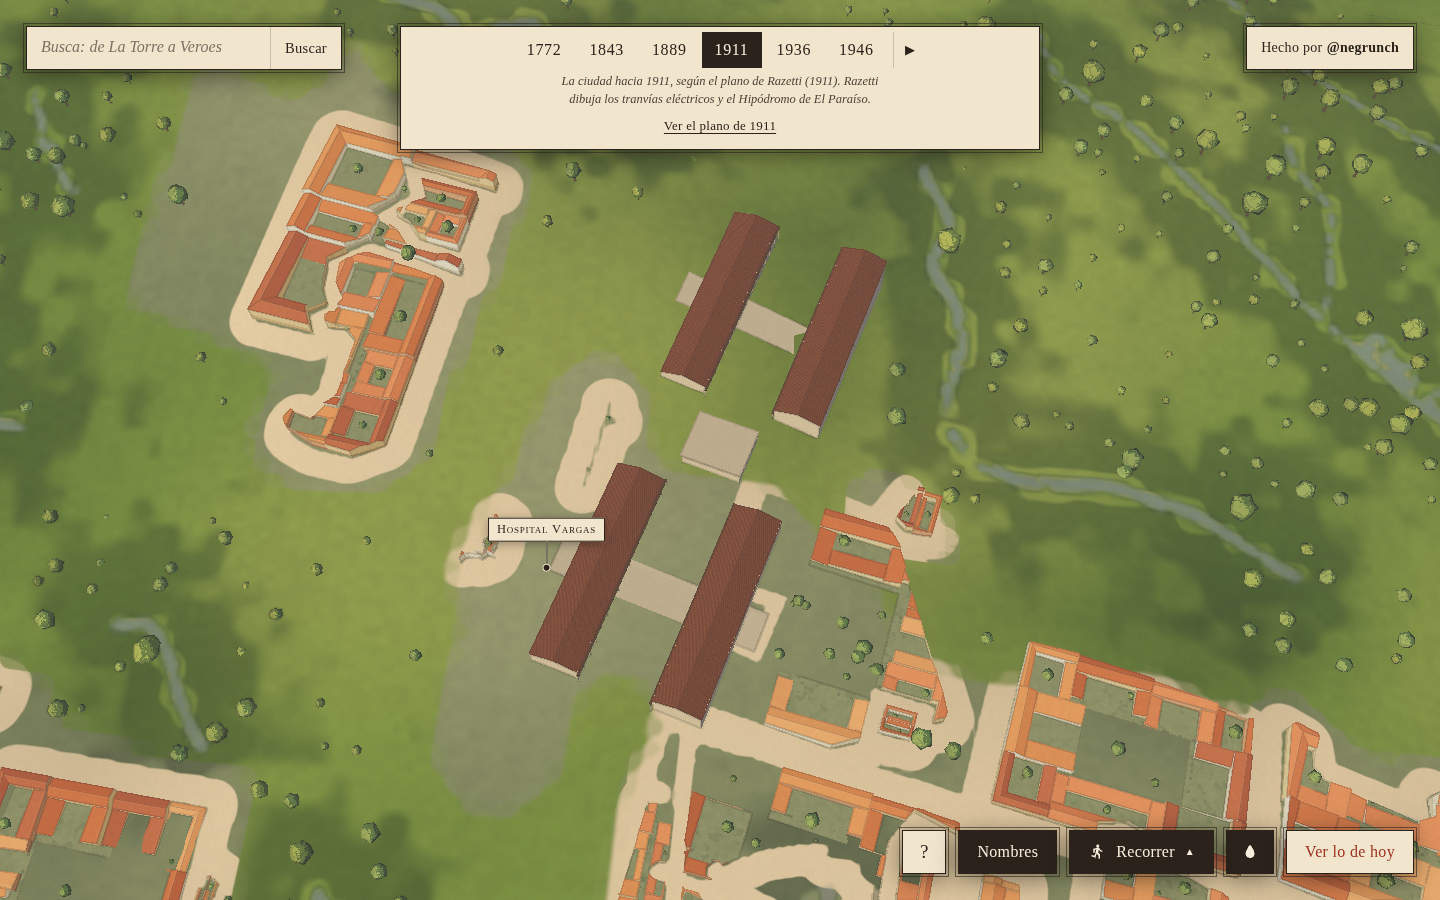 Busca: de La Torre a Veroes
Buscar
1772 1843 1889 1911 1936 1946 ▶
La ciudad hacia 1911, según el plano de Razetti (1911). Razetti
dibuja los tranvías eléctricos y el Hipódromo de El Paraíso.
Ver el plano de 1911
Hecho por @negrunch
Hospital Vargas
?
Nombres
Recorrer ▲
Ver lo de hoy